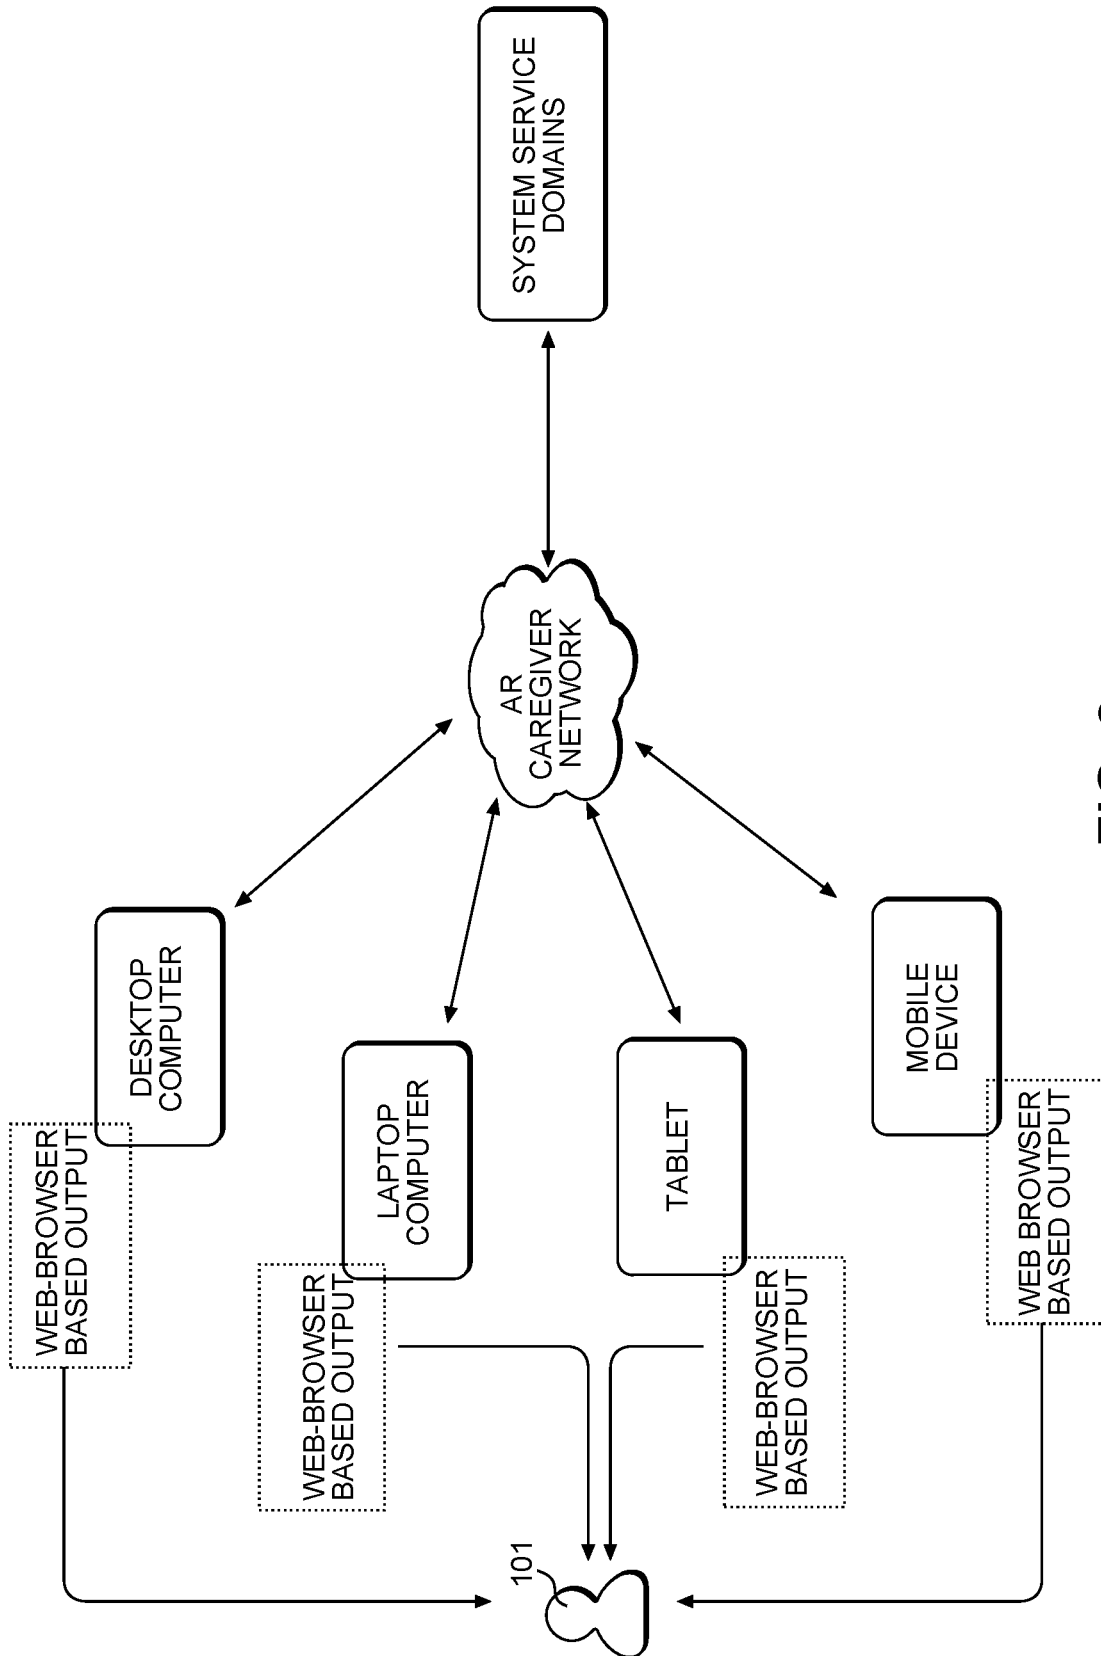 WEB-BROWSER
BASED OUTPUT
DESKTOP
COMPUTER
WEB-BROWSER
BASED OUTPUT
LAPTOP
COMPUTER
101
AR
CAREGIVER
NETWORK
SYSTEM SERVICE
DOMAINS
WEB-BROWSER
BASED OUTPUT
TABLET
WEB BROWSER
BASED OUTPUT
MOBILE
DEVICE